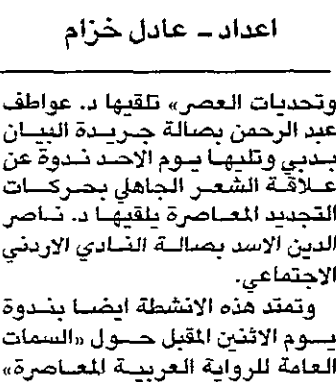 اعداد - عادل خزام
وتحديات العصر» تلقيها د. عواطف
عبد الرحمن بصالة جريدة البيان
بدبي وتليها يوم الاحد ندوة عن
علاقة الشعر الجاهلي بحركات
التجديد المعاصرة يلقيها د. ناصر
الدين الاسد بصالة النادي الاردني
الاجتماعي.
وتمتد هذه الانشطة ايضا بندوة
يوم الاثنين المقبل حول «السمات
العامة للرواية العربية المعاصرة»